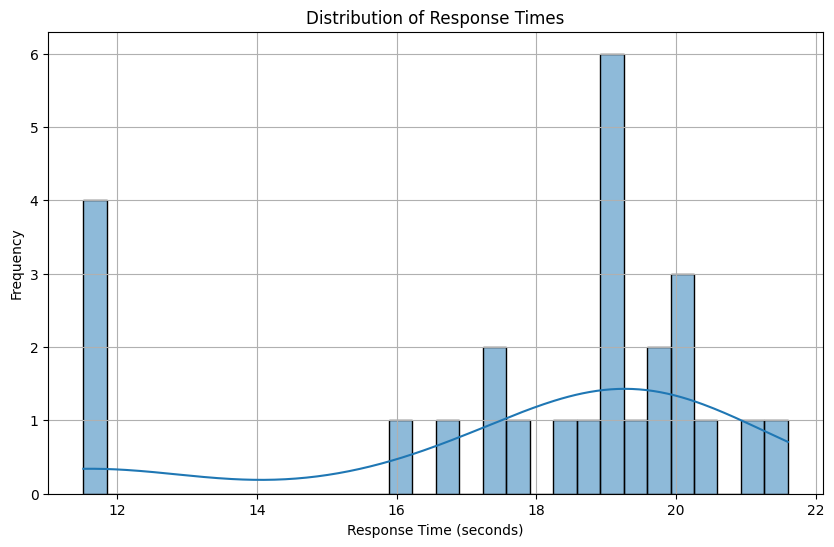 Distribution of Response Times
6
5
4
3
2
1
0
Frequency
12 14 16 18 20 22
Response Time (seconds)